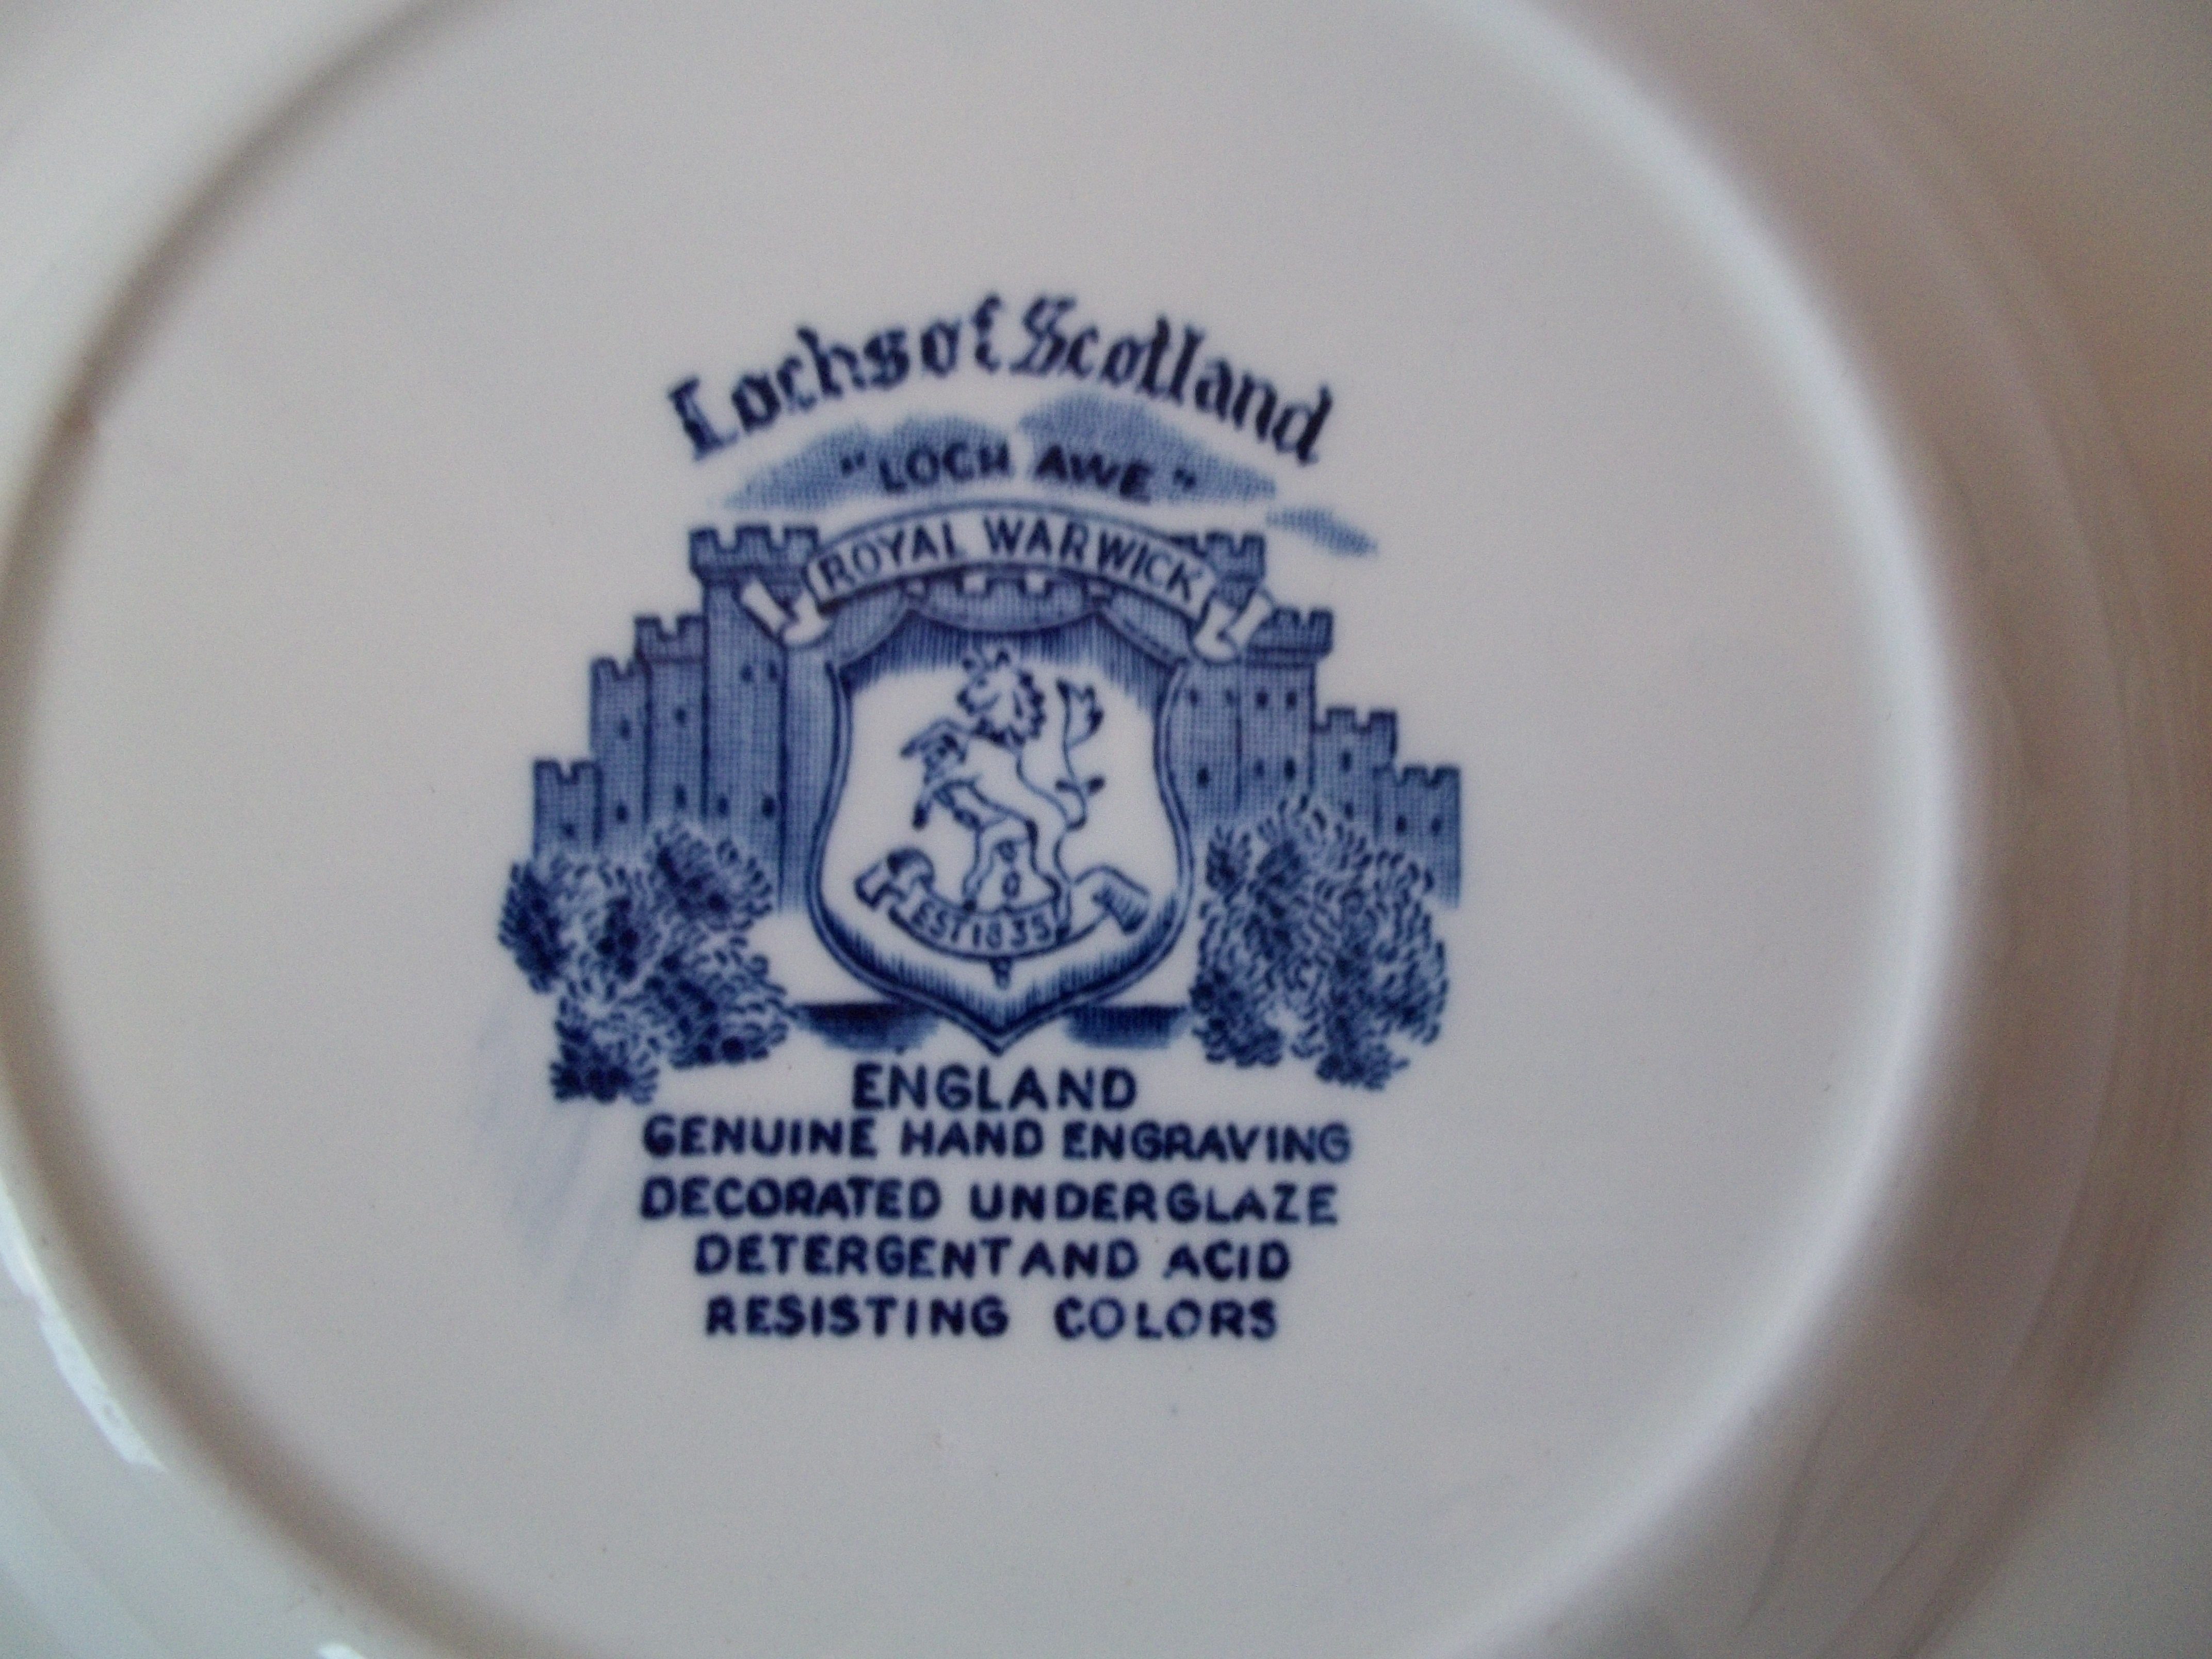 Lochs of Scotland
"LOCH AWE"
ROYAL WARWICK
EST 1835
ENGLAND
GENUINE HAND ENGRAVING
DECORATED UNDERGLAZE
DETERGENT AND ACID
RESISTING COLORS